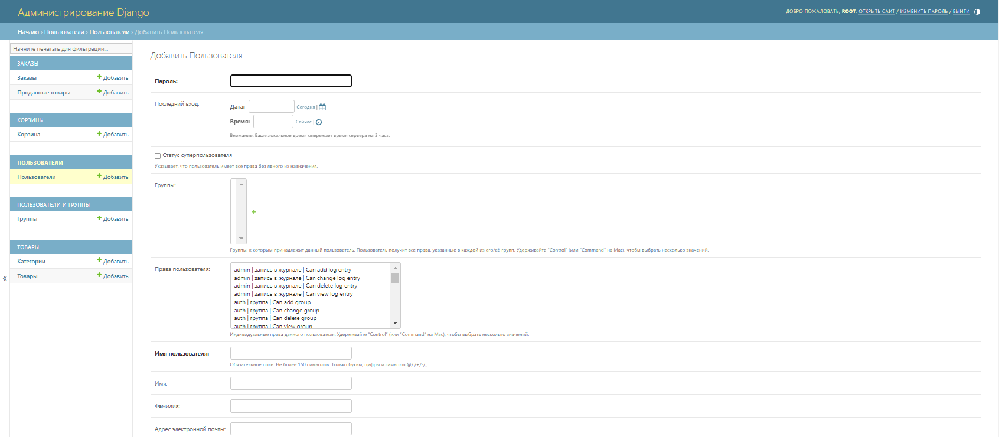 Администрирование Django
ДОБРО ПОЖАЛОВАТЬ, ROOT. ОТКРЫТЬ САЙТ / ИЗМЕНИТЬ ПАРОЛЬ / ВЫЙТИ
Начало › Пользователи › Пользователи › Добавить Пользователя
Начните печатать для фильтрации...
ЗАКАЗЫ
Заказы Добавить
Проданные товары Добавить
КОРЗИНЫ
Корзина Добавить
ПОЛЬЗОВАТЕЛИ
Пользователи Добавить
ПОЛЬЗОВАТЕЛИ И ГРУППЫ
Группы Добавить
ТОВАРЫ
Категории Добавить
Товары Добавить
«
Добавить Пользователя
Пароль:
Последний вход:
Дата: Сегодня |
Время: Сейчас |
Внимание: Ваше локальное время опережает время сервера на 3 часа.
Статус суперпользователя
Указывает, что пользователь имеет все права без явного их назначения.
Группы:
Группы, к которым принадлежит данный пользователь. Пользователь получит все права, указанные в каждой из его/её групп. Удерживайте "Control" (или "Command" на Mac), чтобы выбрать несколько значений.
Права пользователя:
admin | запись в журнале | Can add log entry
admin | запись в журнале | Can change log entry
admin | запись в журнале | Can delete log entry
admin | запись в журнале | Can view log entry
auth | группа | Can add group
auth | группа | Can change group
auth | группа | Can delete group
auth | группа | Can view group
Индивидуальные права данного пользователя. Удерживайте "Control" (или "Command" на Mac), чтобы выбрать несколько значений.
Имя пользователя:
Обязательное поле. Не более 150 символов. Только буквы, цифры и символы @/./+/-/_.
Имя:
Фамилия:
Адрес электронной почты: